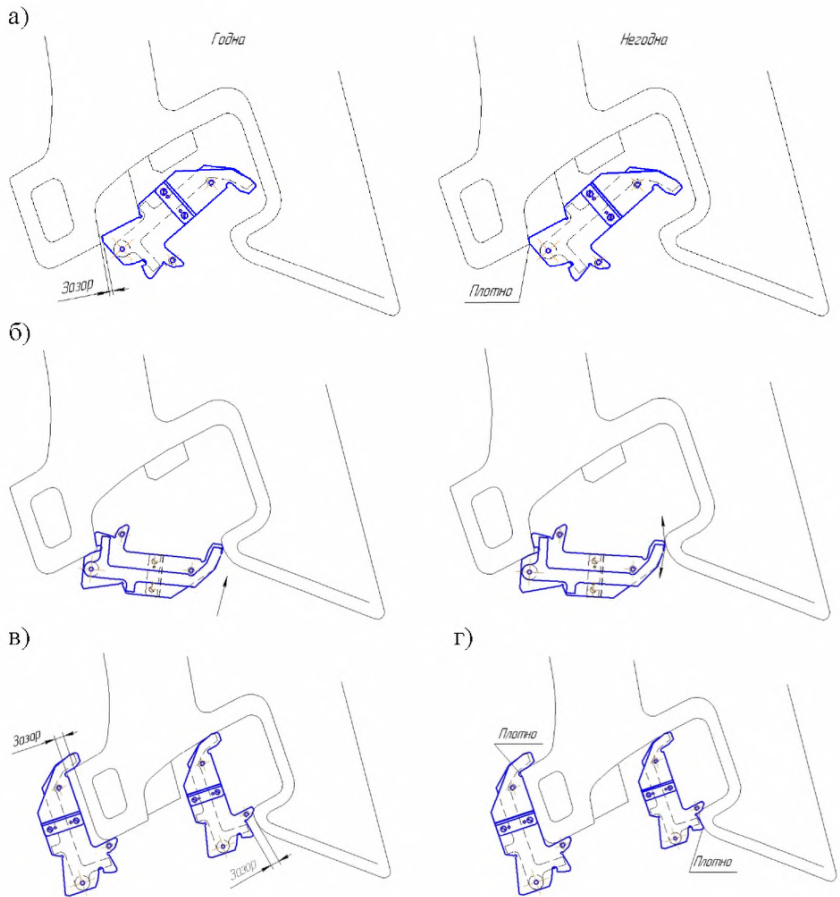 а)
Годна
Негодна
Зазор
Плотно
б)
в)
г)
Зазор
Плотно
Зазор
Плотно